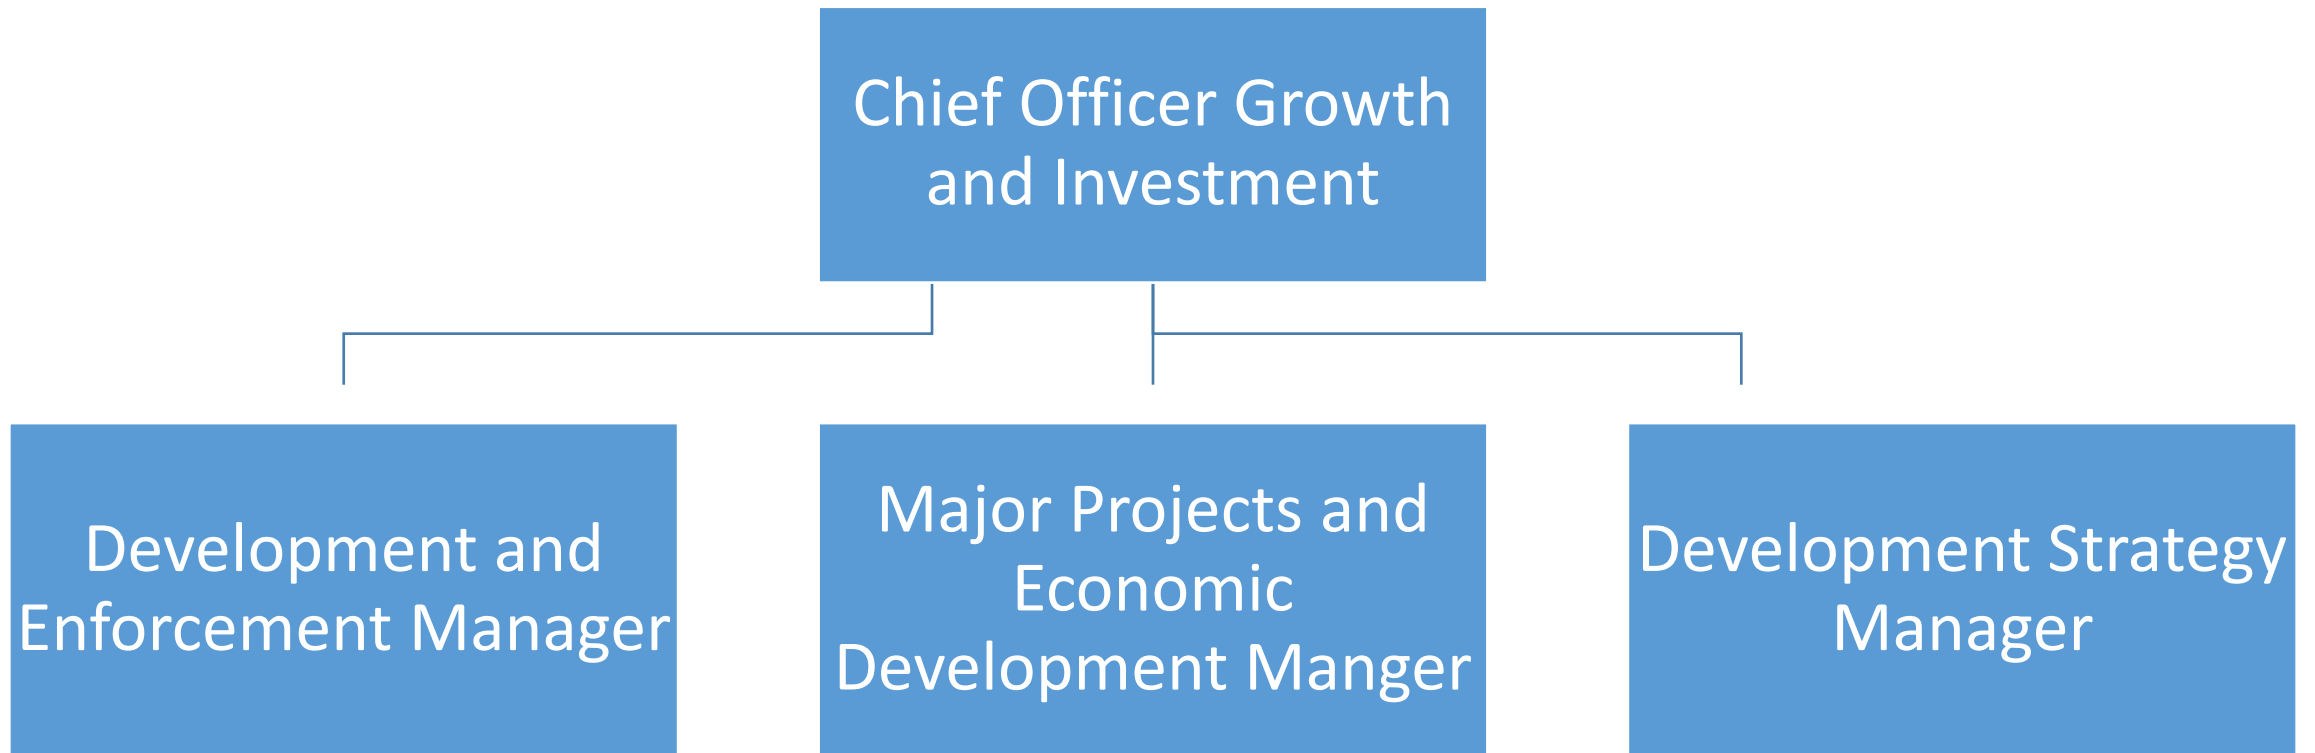 Chief Officer Growth
and Investment
Development and
Enforcement Manager
Major Projects and
Economic
Development Manger
Development Strategy
Manager